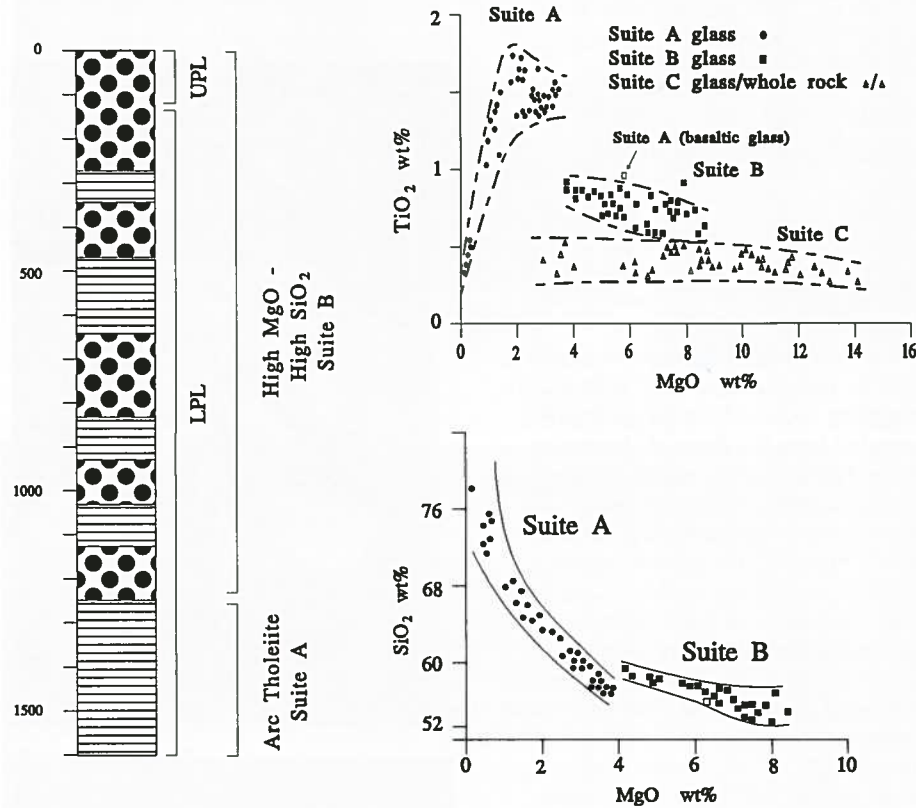 0
500
1000
1500
UPL
LPL
High MgO -
High SiO2
Suite B
Arc Tholeiite
Suite A
2
1
0
TiO2 wt%
Suite A
Suite A glass
Suite B glass
Suite C glass/whole rock /
Suite A (basaltic glass)
Suite B
Suite C
0 2 4 6 8 10 12 14 16
MgO wt%
76
68
60
52
SiO2 wt%
Suite A
Suite B
0 2 4 6 8 10
MgO wt%